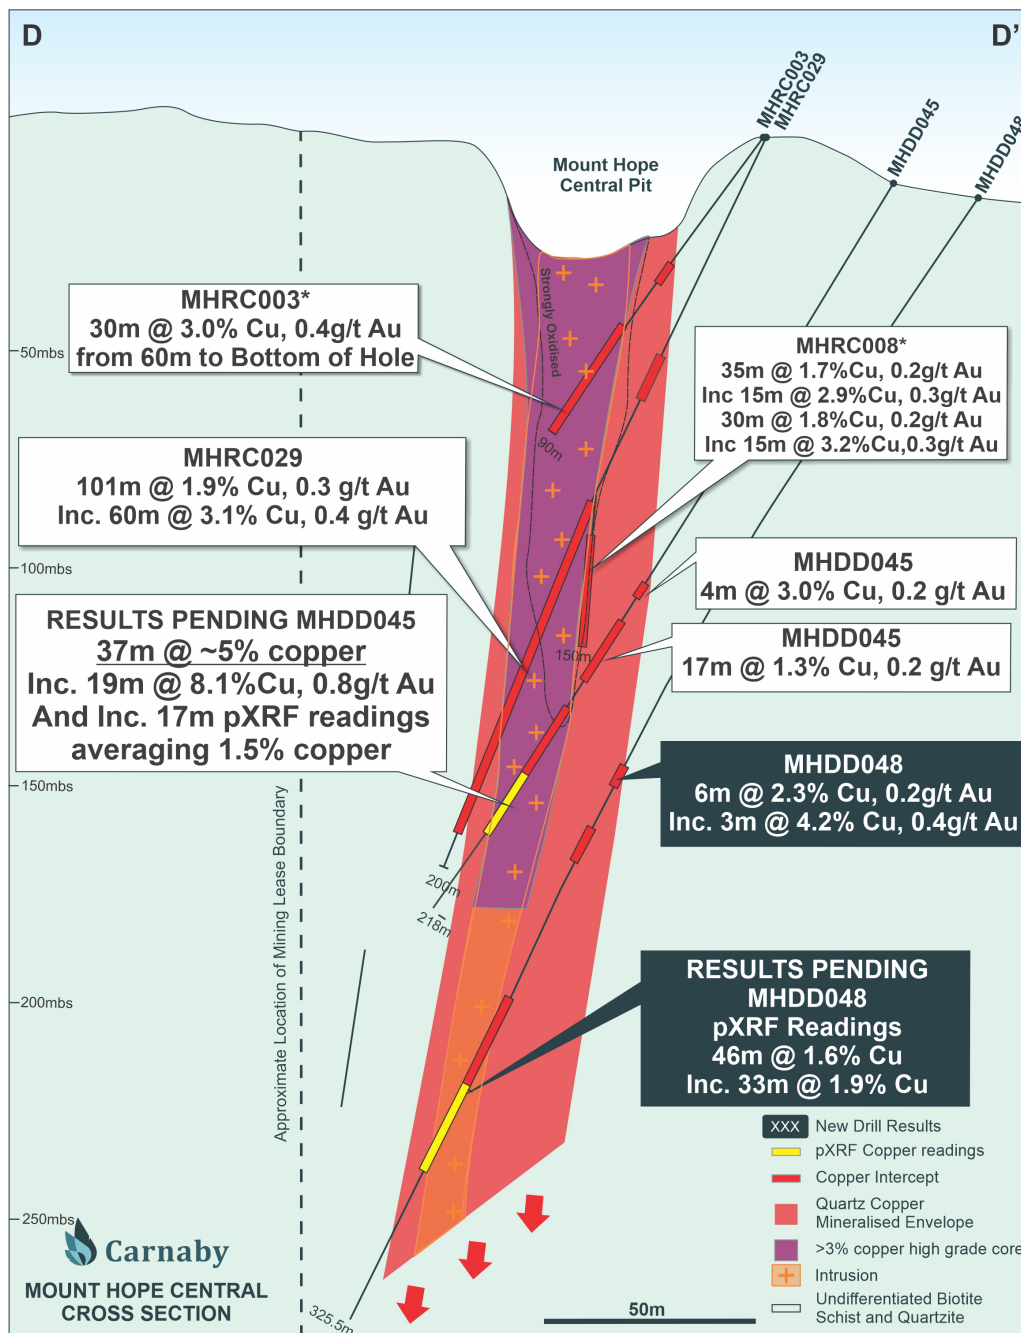 D
D’
MHRC003
MHRC029
MHDD045
MHDD048
Mount Hope
Central Pit
Strongly Oxidised
MHRC003*
30m @ 3.0% Cu, 0.4g/t Au
from 60m to Bottom of Hole
50mbs
MHRC008*
35m @ 1.7%Cu, 0.2g/t Au
Inc 15m @ 2.9%Cu, 0.3g/t Au
30m @ 1.8%Cu, 0.2g/t Au
Inc 15m @ 3.2%Cu,0.3g/t Au
90m
MHRC029
101m @ 1.9% Cu, 0.3 g/t Au
Inc. 60m @ 3.1% Cu, 0.4 g/t Au
100mbs
MHDD045
4m @ 3.0% Cu, 0.2 g/t Au
RESULTS PENDING MHDD045
37m @ ~5% copper
Inc. 19m @ 8.1%Cu, 0.8g/t Au
And Inc. 17m pXRF readings
averaging 1.5% copper
150m
MHDD045
17m @ 1.3% Cu, 0.2 g/t Au
150mbs
MHDD048
6m @ 2.3% Cu, 0.2g/t Au
Inc. 3m @ 4.2% Cu, 0.4g/t Au
200m
218m
Approximate Location of Mining Lease Boundary
200mbs
RESULTS PENDING
MHDD048
pXRF Readings
46m @ 1.6% Cu
Inc. 33m @ 1.9% Cu
250mbs
325.5m
Carnaby
MOUNT HOPE CENTRAL
CROSS SECTION
50m
XXX New Drill Results
pXRF Copper readings
Copper Intercept
Quartz Copper
Mineralised Envelope
>3% copper high grade core
Intrusion
Undifferentiated Biotite
Schist and Quartzite